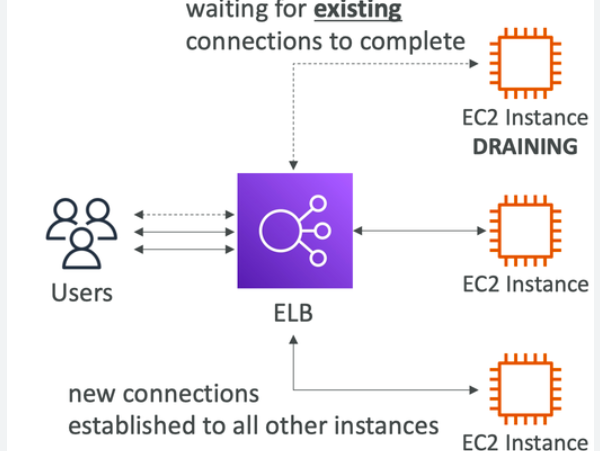 waiting for existing
connections to complete
EC2 Instance
DRAINING
Users
ELB
EC2 Instance
new connections
established to all other instances
EC2 Instance